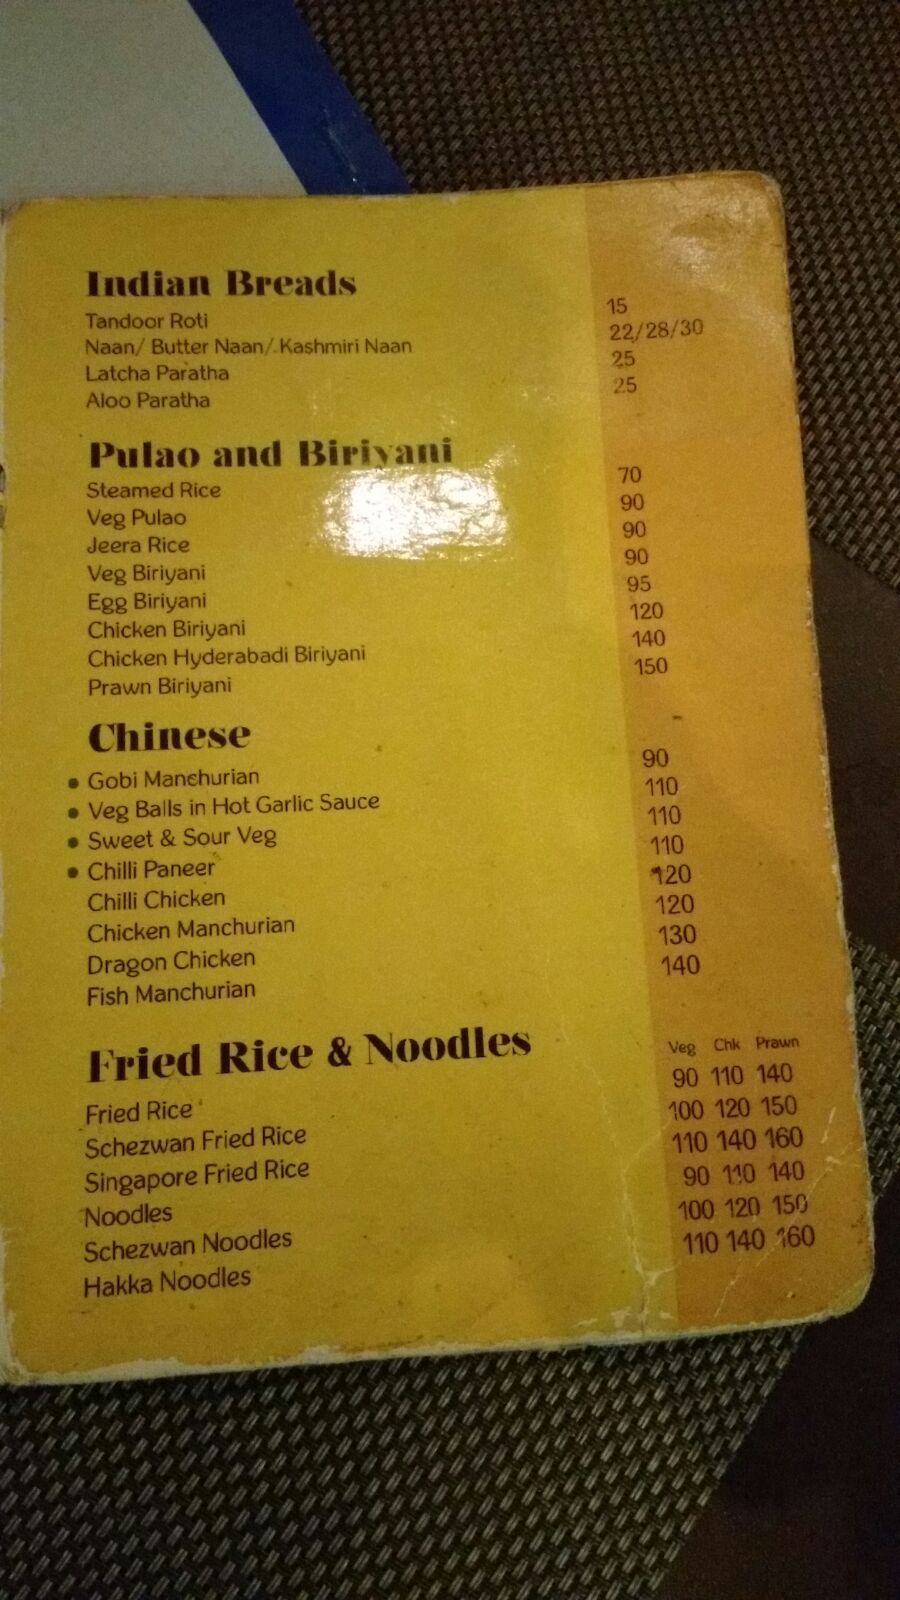 Indian Breads
Tandoor Roti 15
Naan/ Butter Naan/ Kashmiri Naan 22/28/30
Latcha Paratha 25
Aloo Paratha 25
Pulao and Biriyani
Steamed Rice 70
Veg Pulao 90
Jeera Rice 90
Veg Biriyani 90
Egg Biriyani 95
Chicken Biriyani 120
Chicken Hyderabadi Biriyani 140
Prawn Biriyani 150
Chinese
• Gobi Manchurian 90
• Veg Balls in Hot Garlic Sauce 110
• Sweet & Sour Veg 110
• Chilli Paneer 110
Chilli Chicken 120
Chicken Manchurian 120
Dragon Chicken 130
Fish Manchurian 140
Fried Rice & Noodles Veg Chk Prawn
Fried Rice 90 110 140
Schezwan Fried Rice 100 120 150
Singapore Fried Rice 110 140 160
Noodles 90 110 140
Schezwan Noodles 100 120 150
Hakka Noodles 110 140 160